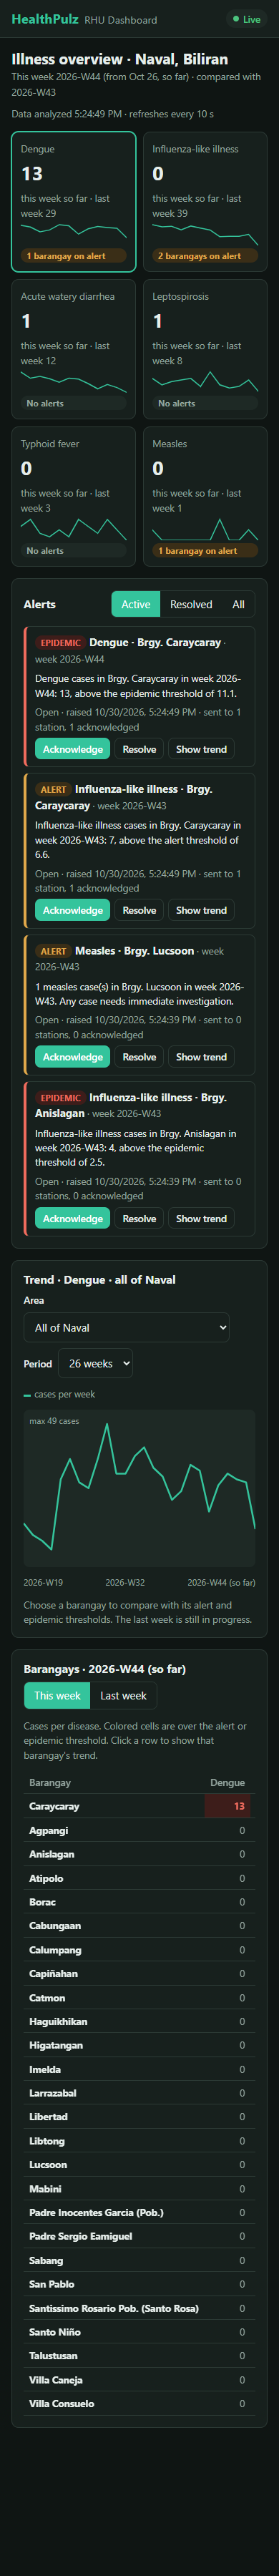 HealthPulz RHU Dashboard
Live
Illness overview · Naval, Biliran
This week 2026-W44 (from Oct 26, so far) · compared with
2026-W43
Data analyzed 5:24:49 PM · refreshes every 10 s
Dengue
13
this week so far · last
week 29
1 barangay on alert
Influenza-like illness
0
this week so far · last
week 39
2 barangays on alert
Acute watery diarrhea
1
this week so far · last
week 12
No alerts
Leptospirosis
1
this week so far · last
week 8
No alerts
Typhoid fever
0
this week so far · last
week 3
No alerts
Measles
0
this week so far · last
week 1
1 barangay on alert
Alerts
Active
Resolved
All
EPIDEMIC Dengue · Brgy. Caraycaray ·
week 2026-W44
Dengue cases in Brgy. Caraycaray in week 2026-
W44: 13, above the epidemic threshold of 11.1.
Open · raised 10/30/2026, 5:24:49 PM · sent to 1
station, 1 acknowledged
Acknowledge
Resolve
Show trend
ALERT Influenza-like illness · Brgy.
Caraycaray · week 2026-W43
Influenza-like illness cases in Brgy. Caraycaray in
week 2026-W43: 7, above the alert threshold of
6.6.
Open · raised 10/30/2026, 5:24:49 PM · sent to 1
station, 1 acknowledged
Acknowledge
Resolve
Show trend
ALERT Measles · Brgy. Lucsoon · week
2026-W43
1 measles case(s) in Brgy. Lucsoon in week 2026-
W43. Any case needs immediate investigation.
Open · raised 10/30/2026, 5:24:39 PM · sent to 0
stations, 0 acknowledged
Acknowledge
Resolve
Show trend
EPIDEMIC Influenza-like illness · Brgy.
Anislagan · week 2026-W43
Influenza-like illness cases in Brgy. Anislagan in
week 2026-W43: 4, above the epidemic
threshold of 2.5.
Open · raised 10/30/2026, 5:24:39 PM · sent to 0
stations, 0 acknowledged
Acknowledge
Resolve
Show trend
Trend · Dengue · all of Naval
Area
All of Naval
Period
26 weeks
cases per week
max 49 cases
2026-W19
2026-W32
2026-W44 (so far)
Choose a barangay to compare with its alert and
epidemic thresholds. The last week is still in progress.
Barangays · 2026-W44 (so far)
This week
Last week
Cases per disease. Colored cells are over the alert or
epidemic threshold. Click a row to show that
barangay's trend.
Barangay Dengue
Caraycaray 13
Agpangi 0
Anislagan 0
Atipolo 0
Borac 0
Cabungaan 0
Calumpang 0
Capiñahan 0
Catmon 0
Haguikhikan 0
Higatangan 0
Imelda 0
Larrazabal 0
Libertad 0
Libtong 0
Lucsoon 0
Mabini 0
Padre Inocentes Garcia (Pob.) 0
Padre Sergio Eamiguel 0
Sabang 0
San Pablo 0
Santissimo Rosario Pob. (Santo Rosa) 0
Santo Niño 0
Talustusan 0
Villa Caneja 0
Villa Consuelo 0